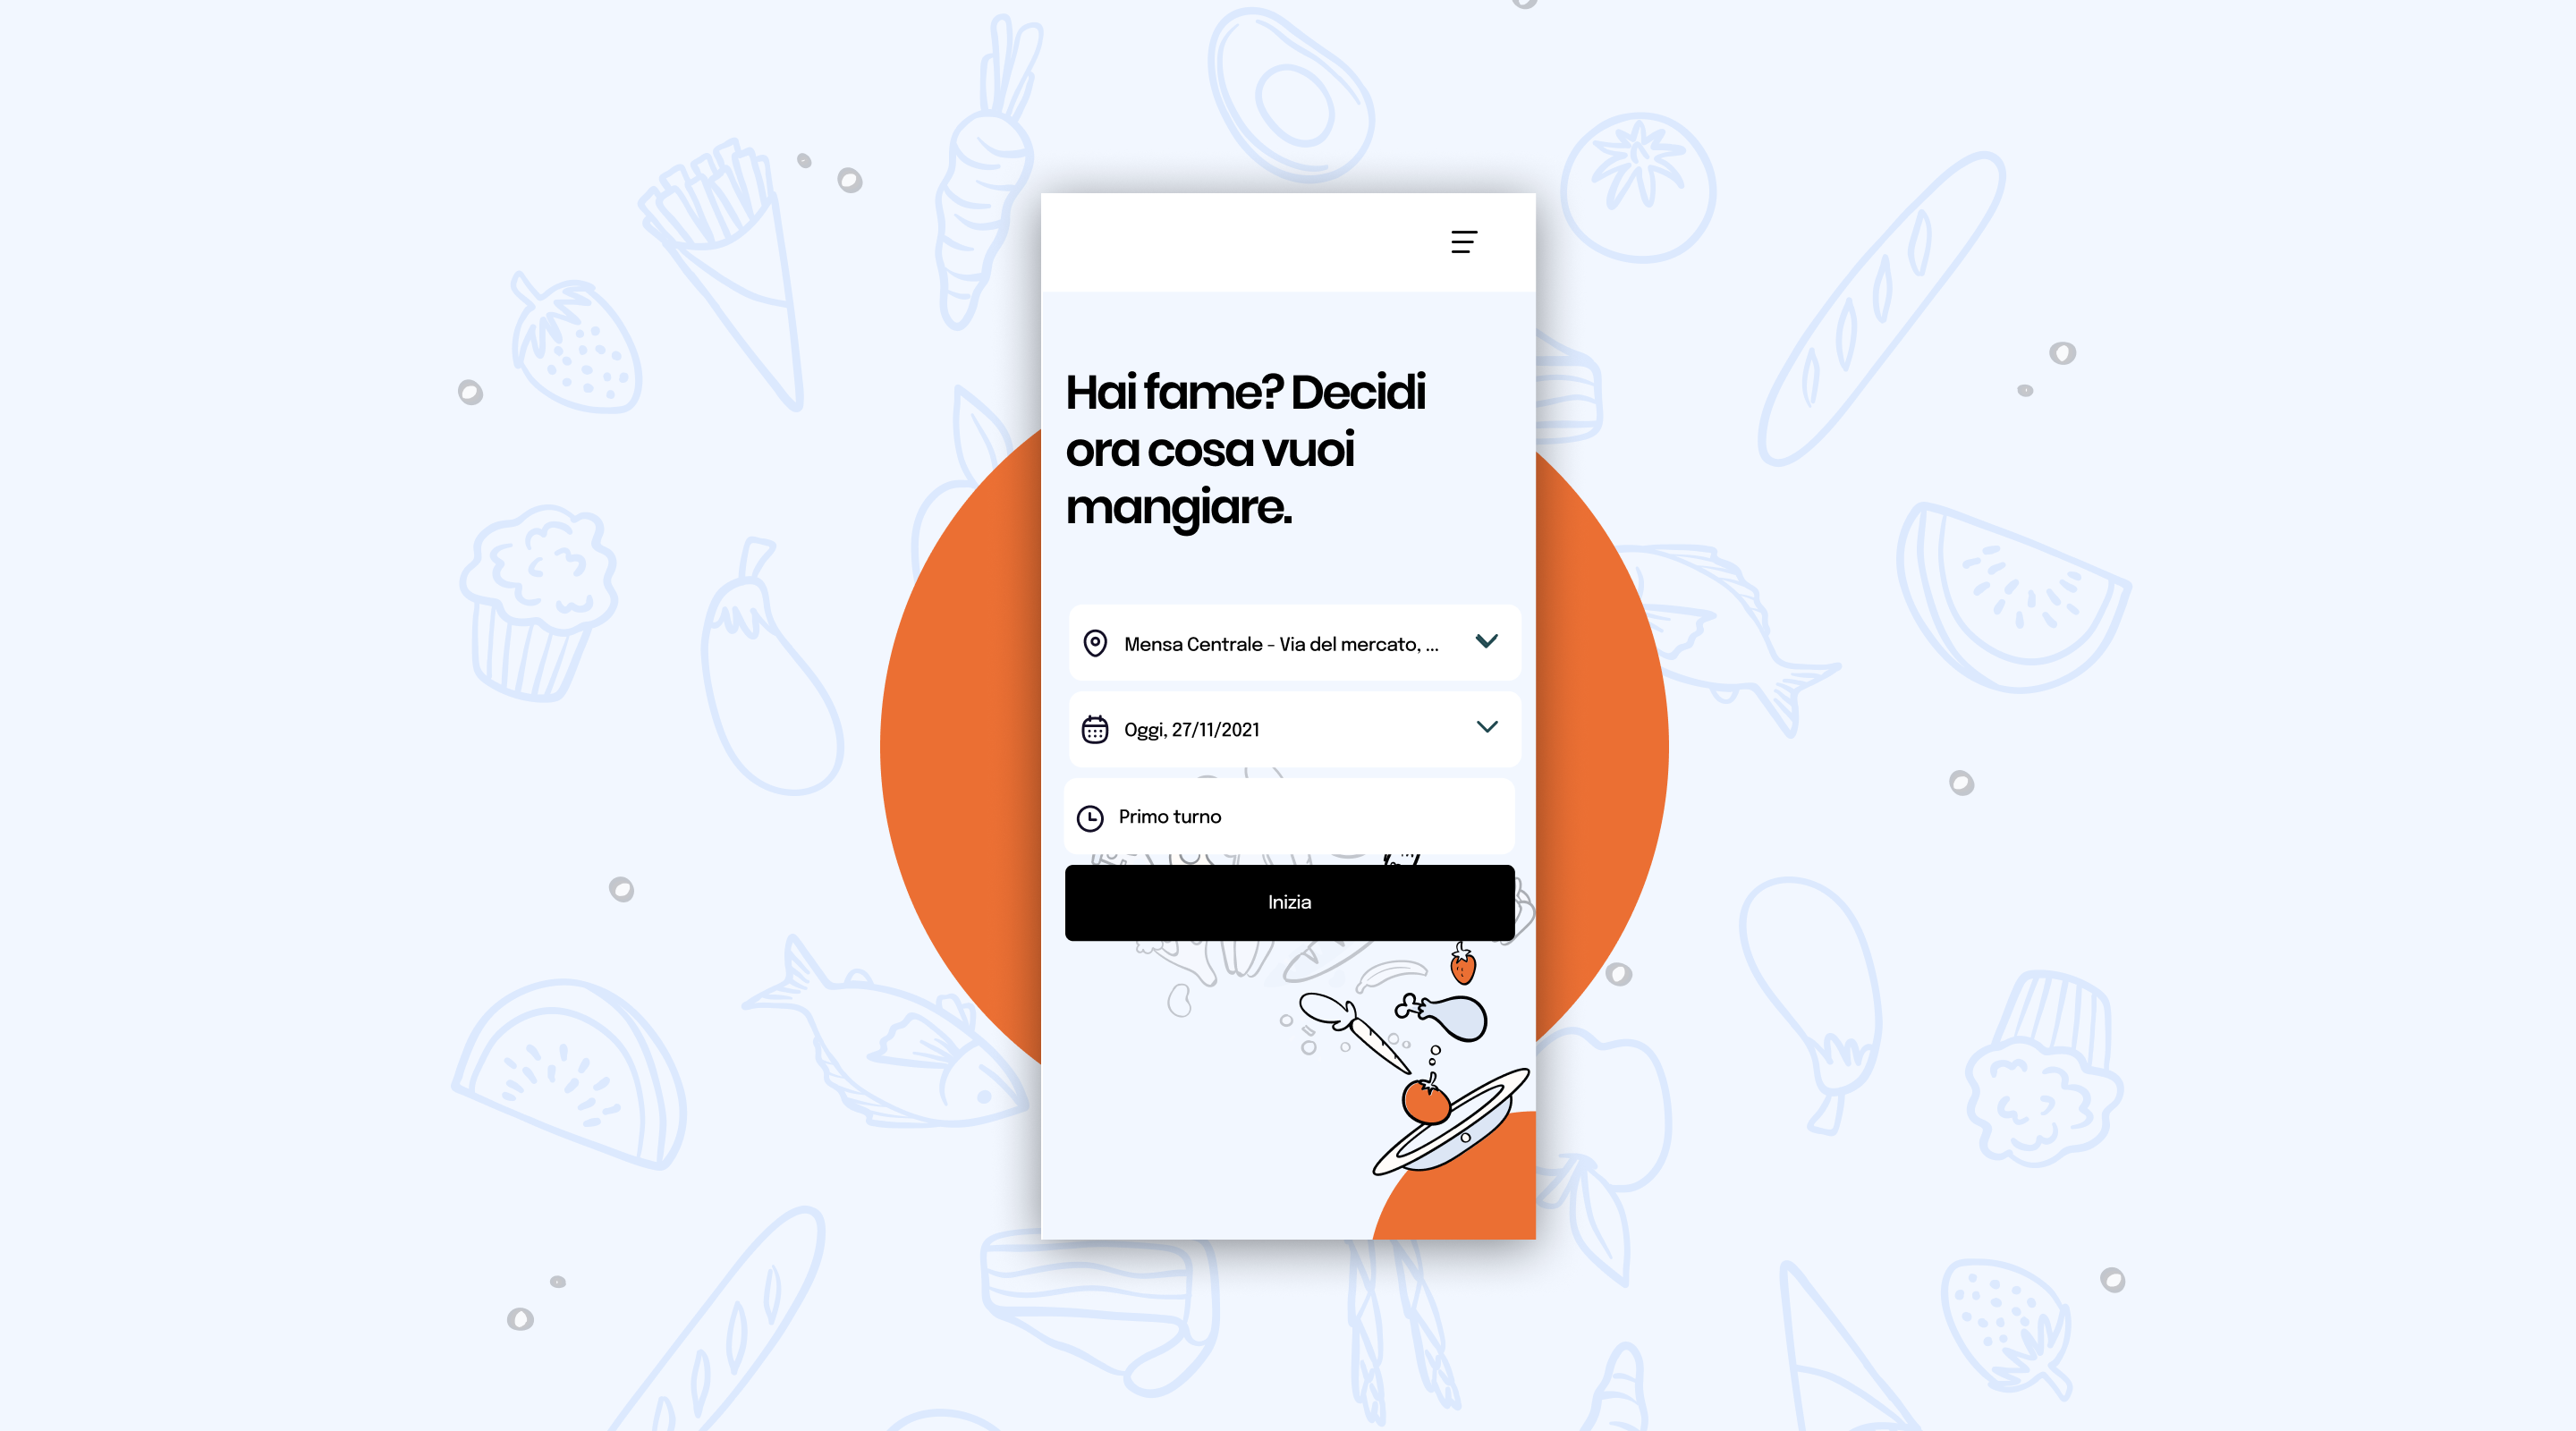 Hai fame? Decidi
ora cosa vuoi
mangiare.
Mensa Centrale - Via del mercato, ...
Oggi, 27/11/2021
Primo turno
Inizia